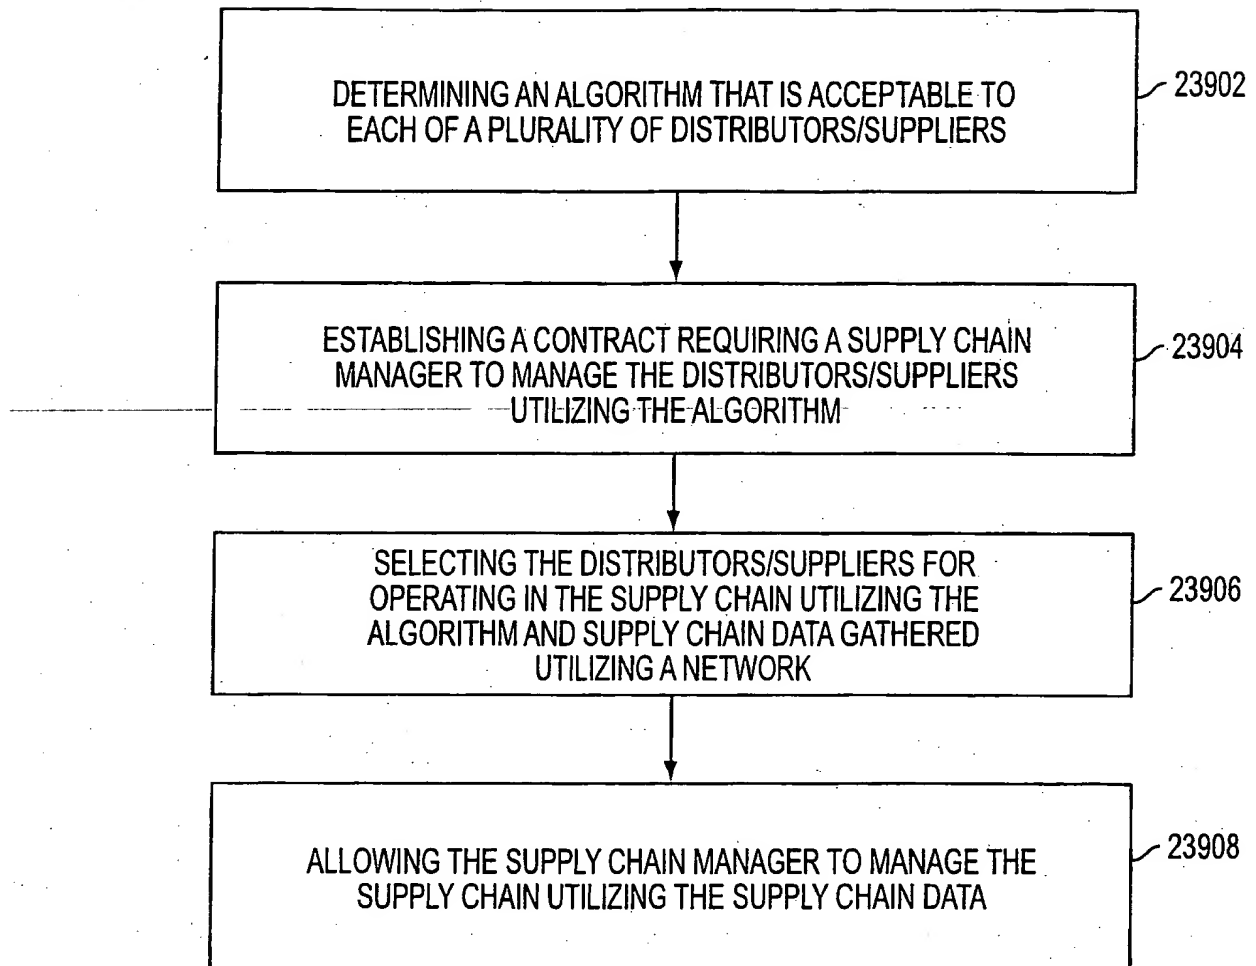 DETERMINING AN ALGORITHM THAT IS ACCEPTABLE TO
EACH OF A PLURALITY OF DISTRIBUTORS/SUPPLIERS
23902
ESTABLISHING A CONTRACT REQUIRING A SUPPLY CHAIN
MANAGER TO MANAGE THE DISTRIBUTORS/SUPPLIERS
UTILIZING THE ALGORITHM
23904
SELECTING THE DISTRIBUTORS/SUPPLIERS FOR
OPERATING IN THE SUPPLY CHAIN UTILIZING THE
ALGORITHM AND SUPPLY CHAIN DATA GATHERED
UTILIZING A NETWORK
23906
ALLOWING THE SUPPLY CHAIN MANAGER TO MANAGE THE
SUPPLY CHAIN UTILIZING THE SUPPLY CHAIN DATA
23908